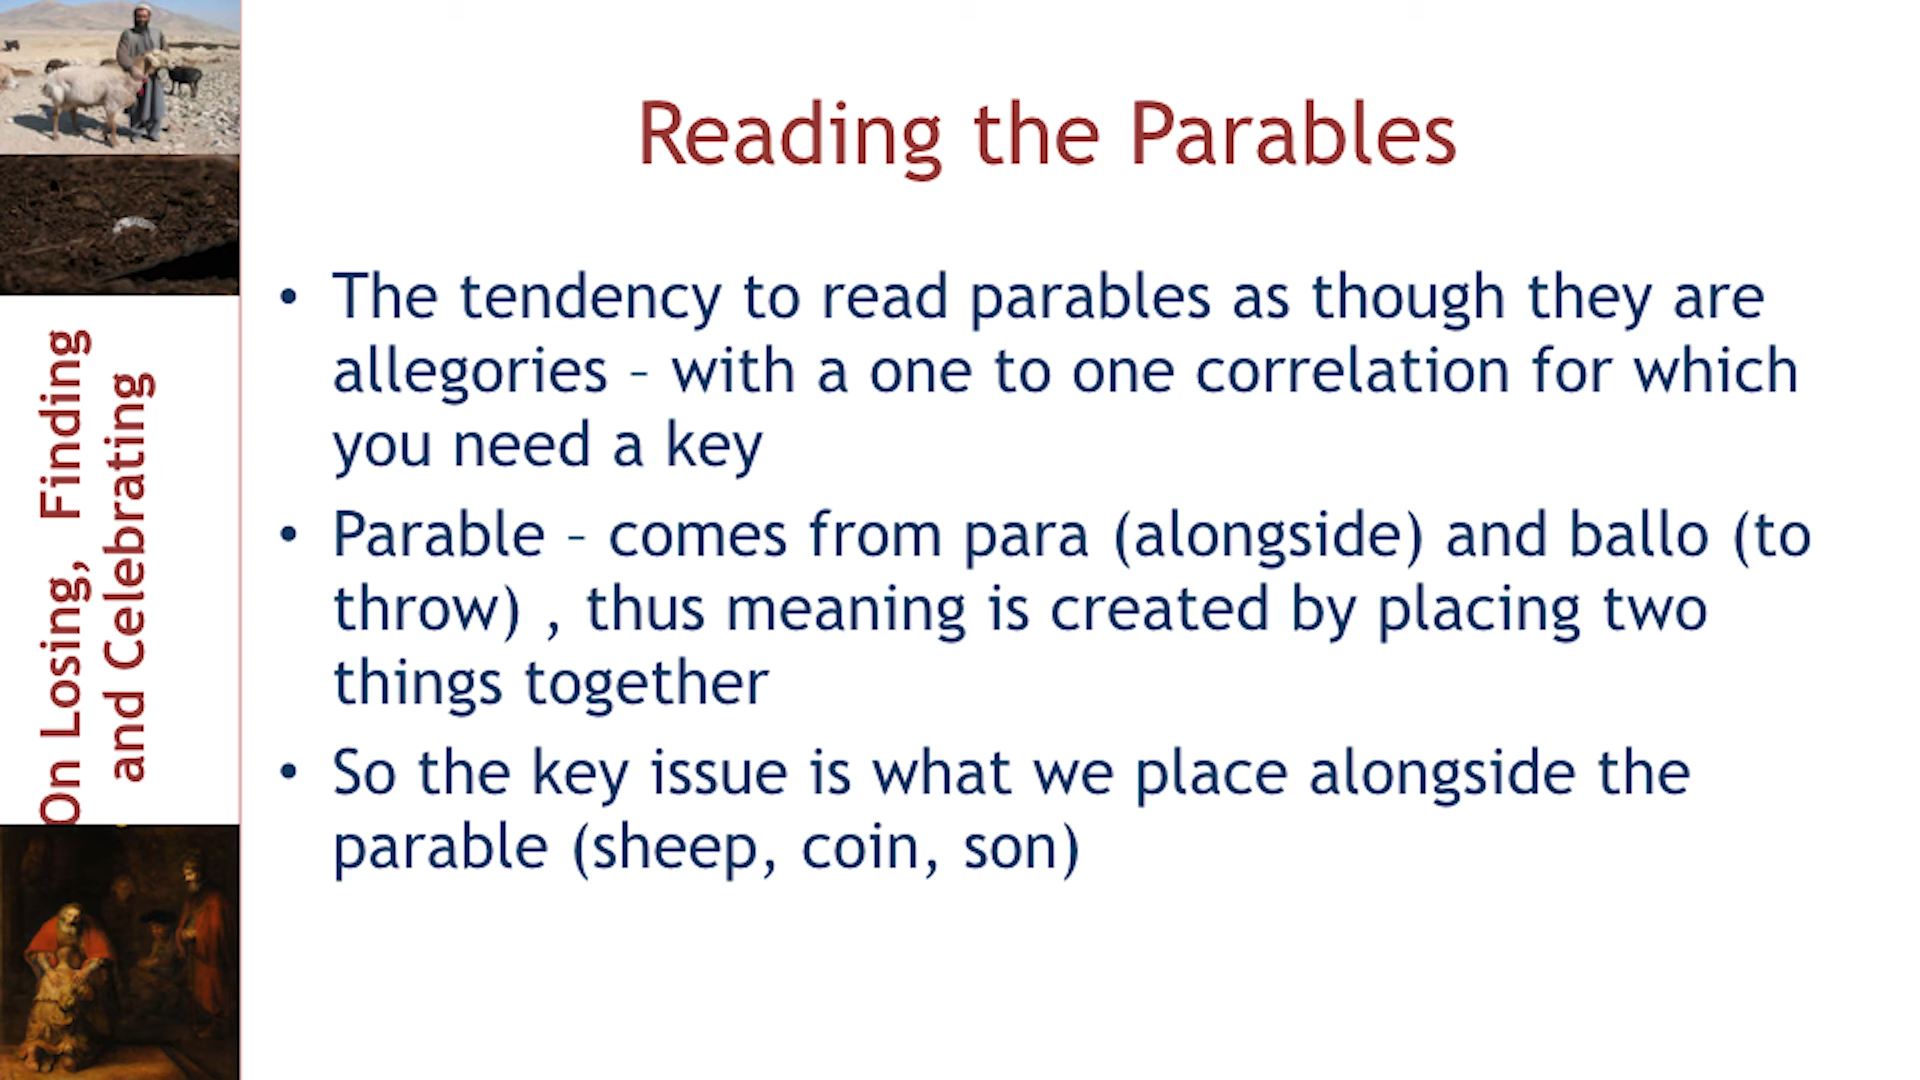 Reading the Parables
• The tendency to read parables as though they are
allegories – with a one to one correlation for which
you need a key
• Parable – comes from para (alongside) and ballo (to
throw) , thus meaning is created by placing two
things together
• So the key issue is what we place alongside the
parable (sheep, coin, son)
On Losing, Finding
and Celebrating